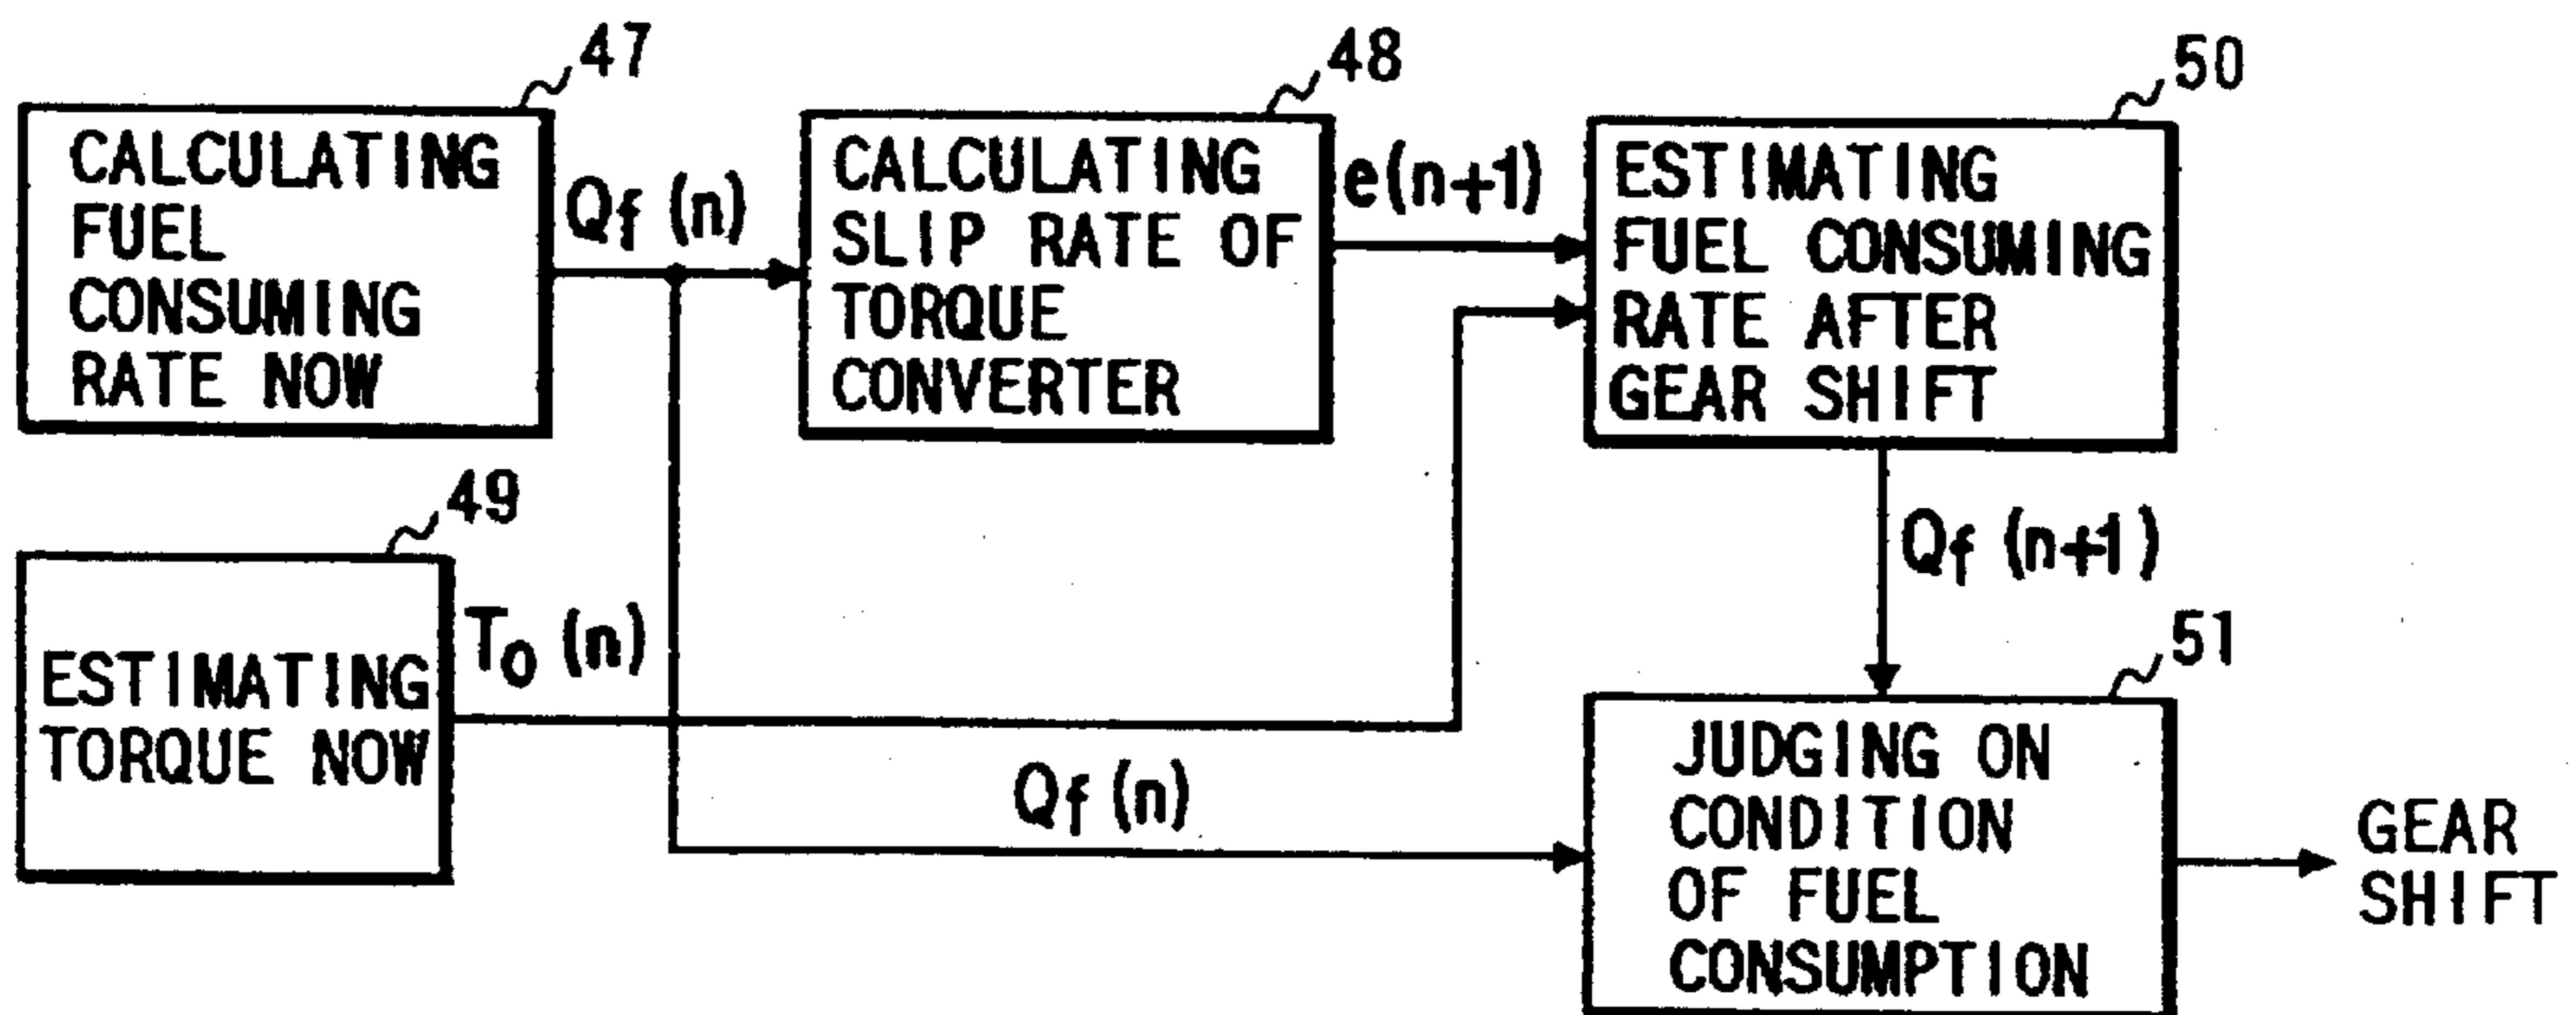 47
CALCULATING
FUEL
CONSUMING
RATE NOW
Qf (n)
48
CALCULATING
SLIP RATE OF
TORQUE
CONVERTER
e(n+1)
50
ESTIMATING
FUEL CONSUMING
RATE AFTER
GEAR SHIFT
49
ESTIMATING
TORQUE NOW
To (n)
Qf (n+1)
Qf (n)
51
JUDGING ON
CONDITION
OF FUEL
CONSUMPTION
GEAR
SHIFT